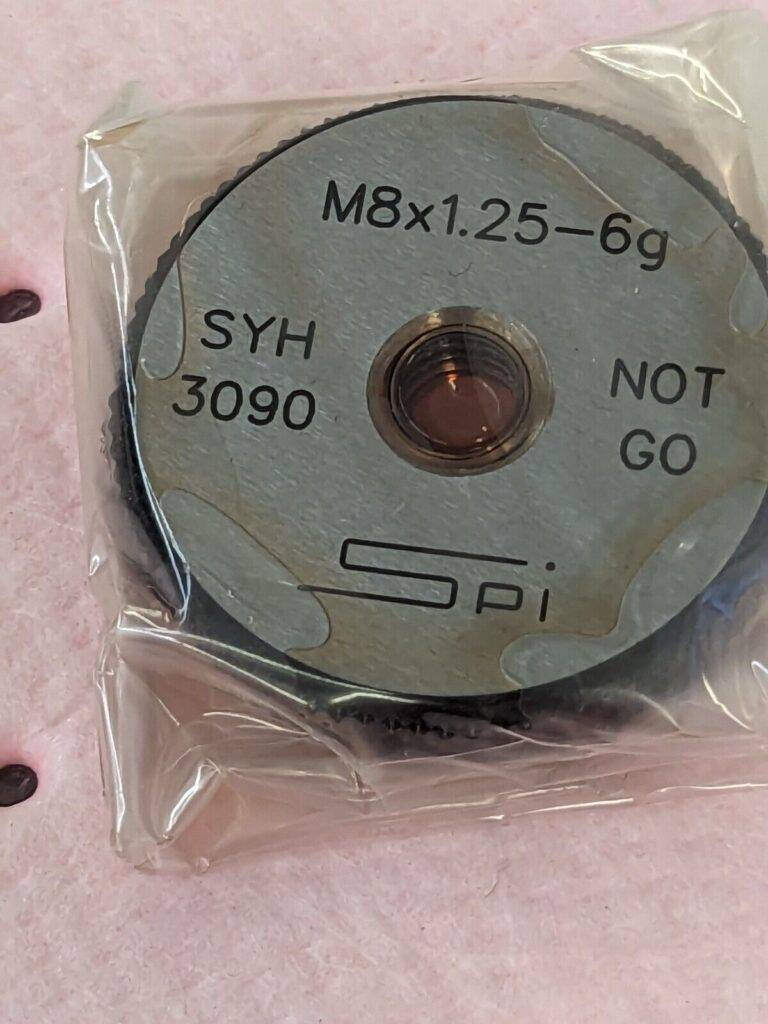 M8x1.25-6g
SYH
3090
NOT
GO
Spi